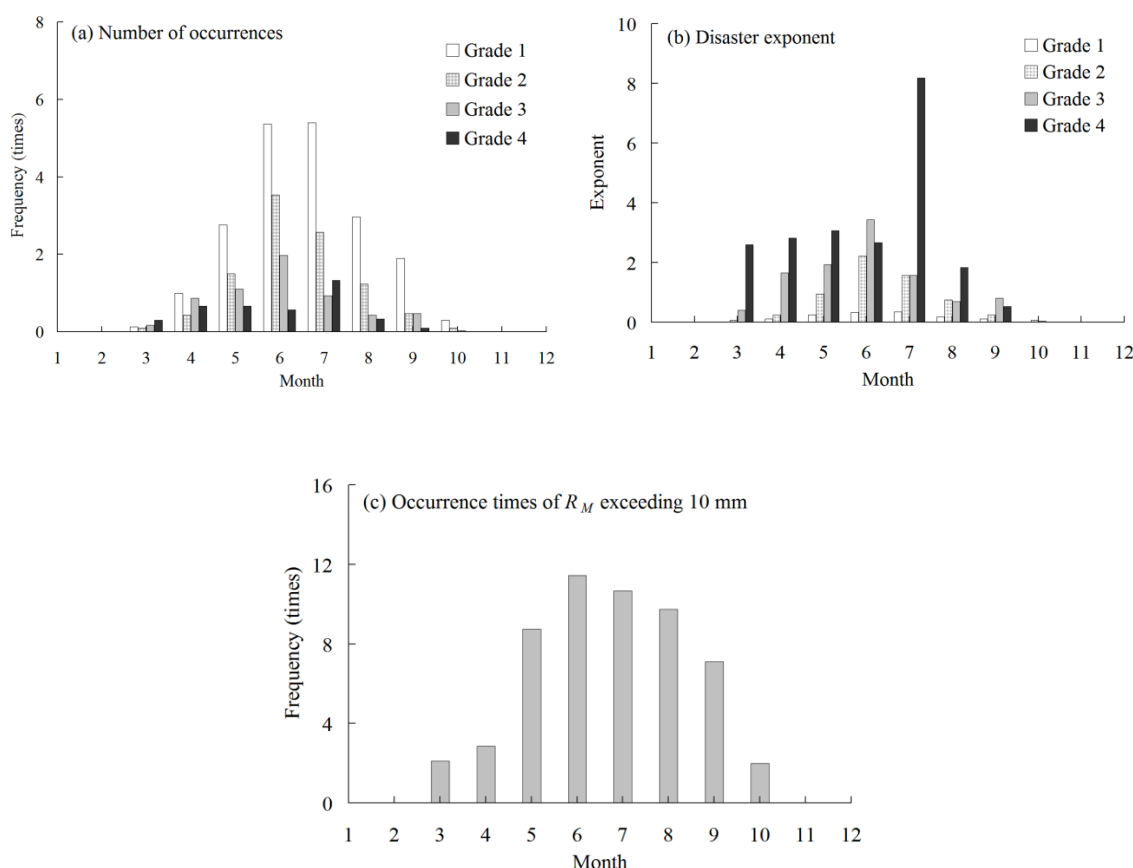 (a) Number of occurrences
Grade 1
Grade 2
Grade 3
Grade 4
Frequency (times)
8
6
4
2
0
1 2 3 4 5 6 7 8 9 10 11 12
Month
(b) Disaster exponent
Grade 1
Grade 2
Grade 3
Grade 4
Exponent
10
8
6
4
2
0
1 2 3 4 5 6 7 8 9 10 11 12
Month
(c) Occurrence times of R_M exceeding 10 mm
Frequency (times)
16
12
8
4
0
1 2 3 4 5 6 7 8 9 10 11 12
Month